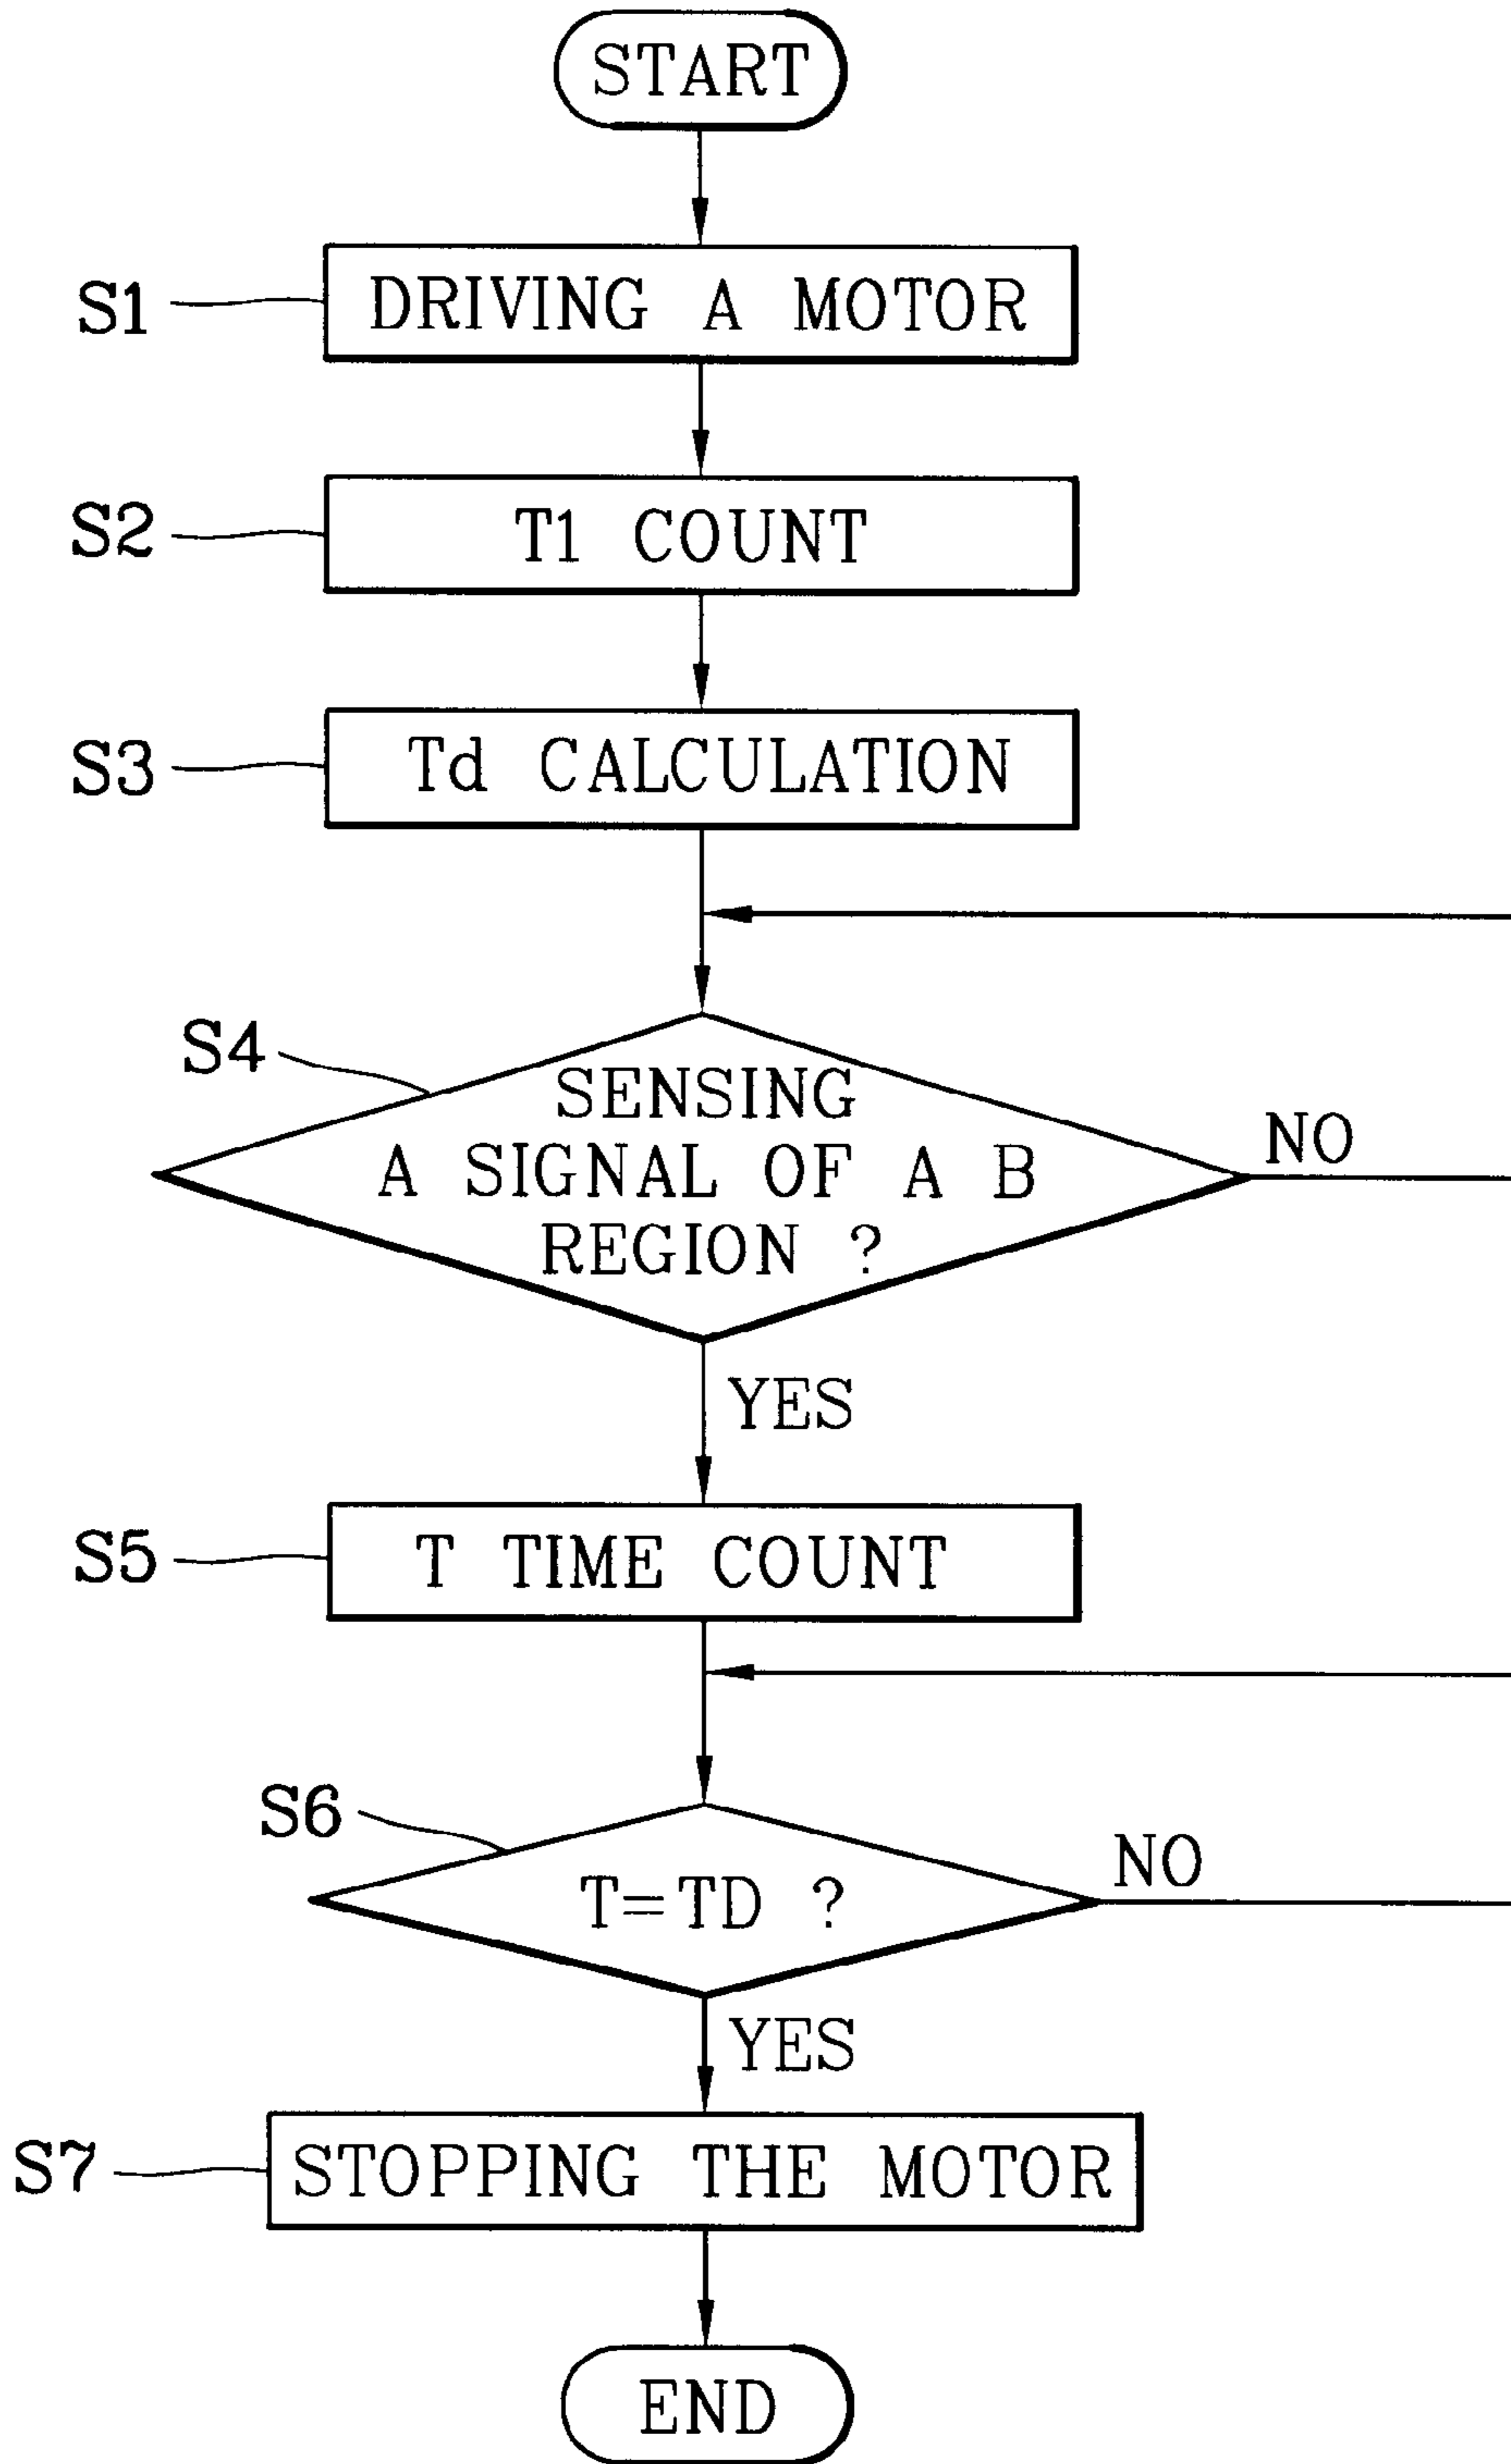 START
S1
DRIVING A MOTOR
S2
T1 COUNT
S3
Td CALCULATION
S4
SENSING
A SIGNAL OF A B
REGION ?
NO
YES
S5
T TIME COUNT
S6
T=TD ?
NO
YES
S7
STOPPING THE MOTOR
END